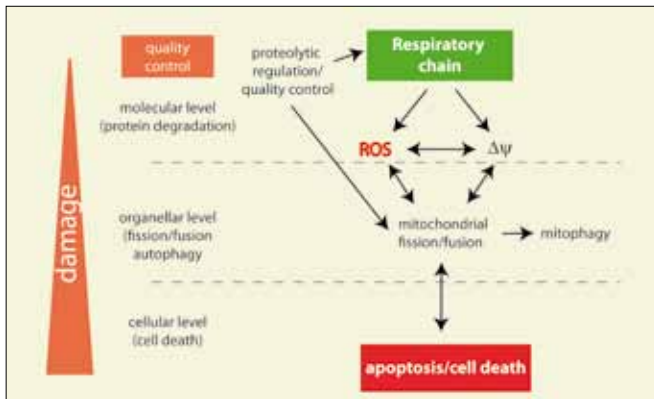 quality
control
proteolytic
regulation/
quality control
Respiratory
chain
molecular level
(protein degradation)
ROS
Δψ
damage
organellar level
(fission/fusion
autophagy
mitochondrial
fission/fusion
mitophagy
cellular level
(cell death)
apoptosis/cell death